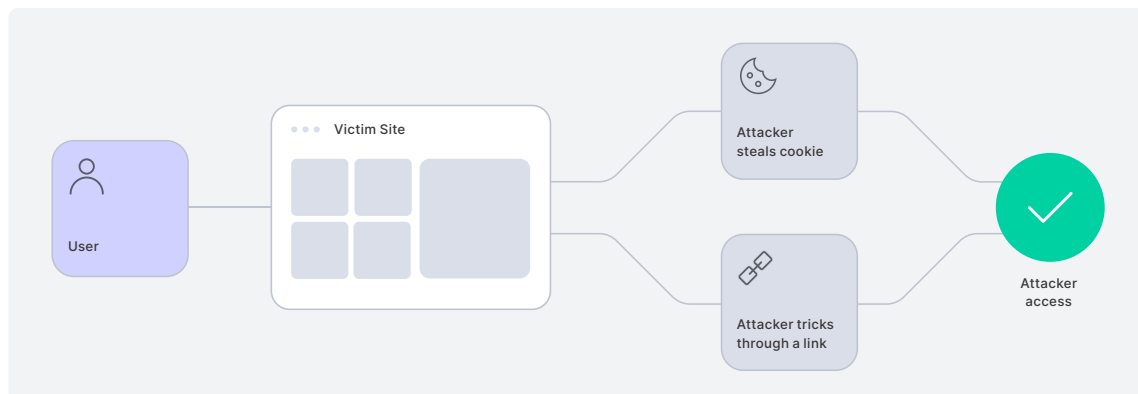 User
Victim Site
Attacker
steals cookie
Attacker tricks
through a link
Attacker
access